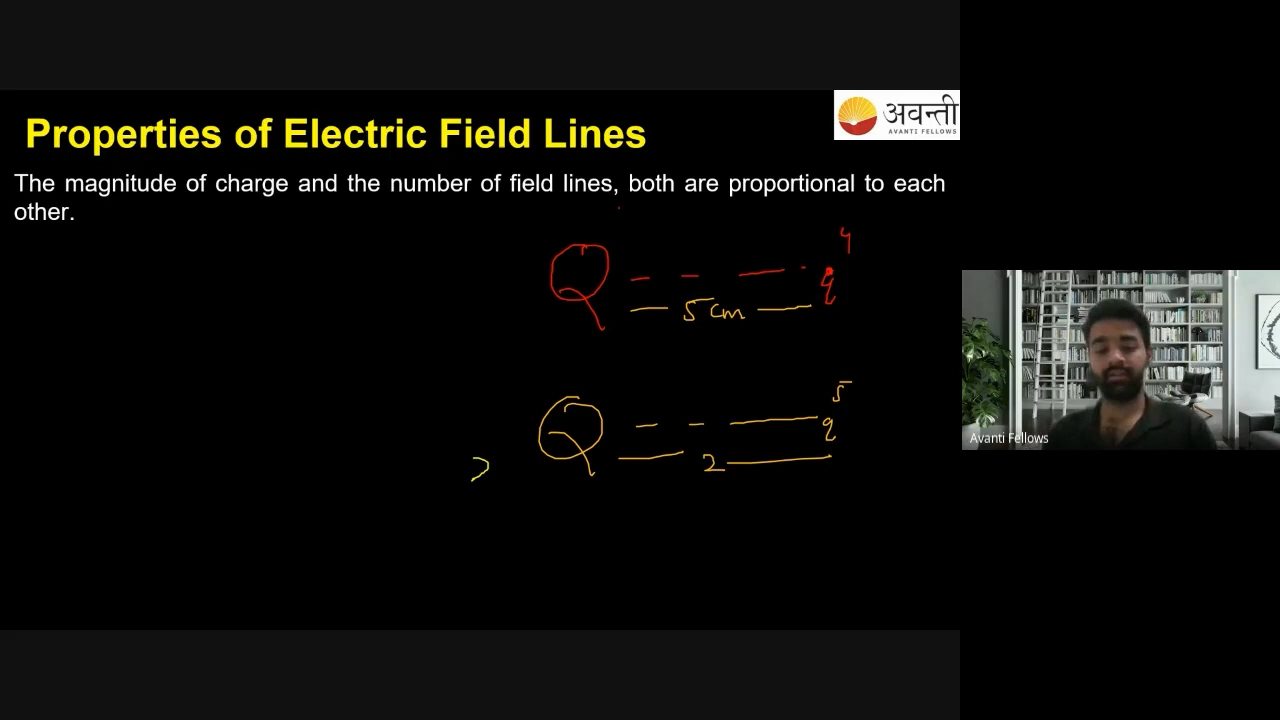 Properties of Electric Field Lines
अवन्ती
AVANTI FELLOWS
The magnitude of charge and the number of field lines, both are proportional to each
other.
4
Q q
5 cm
5
Q q
2
Avanti Fellows